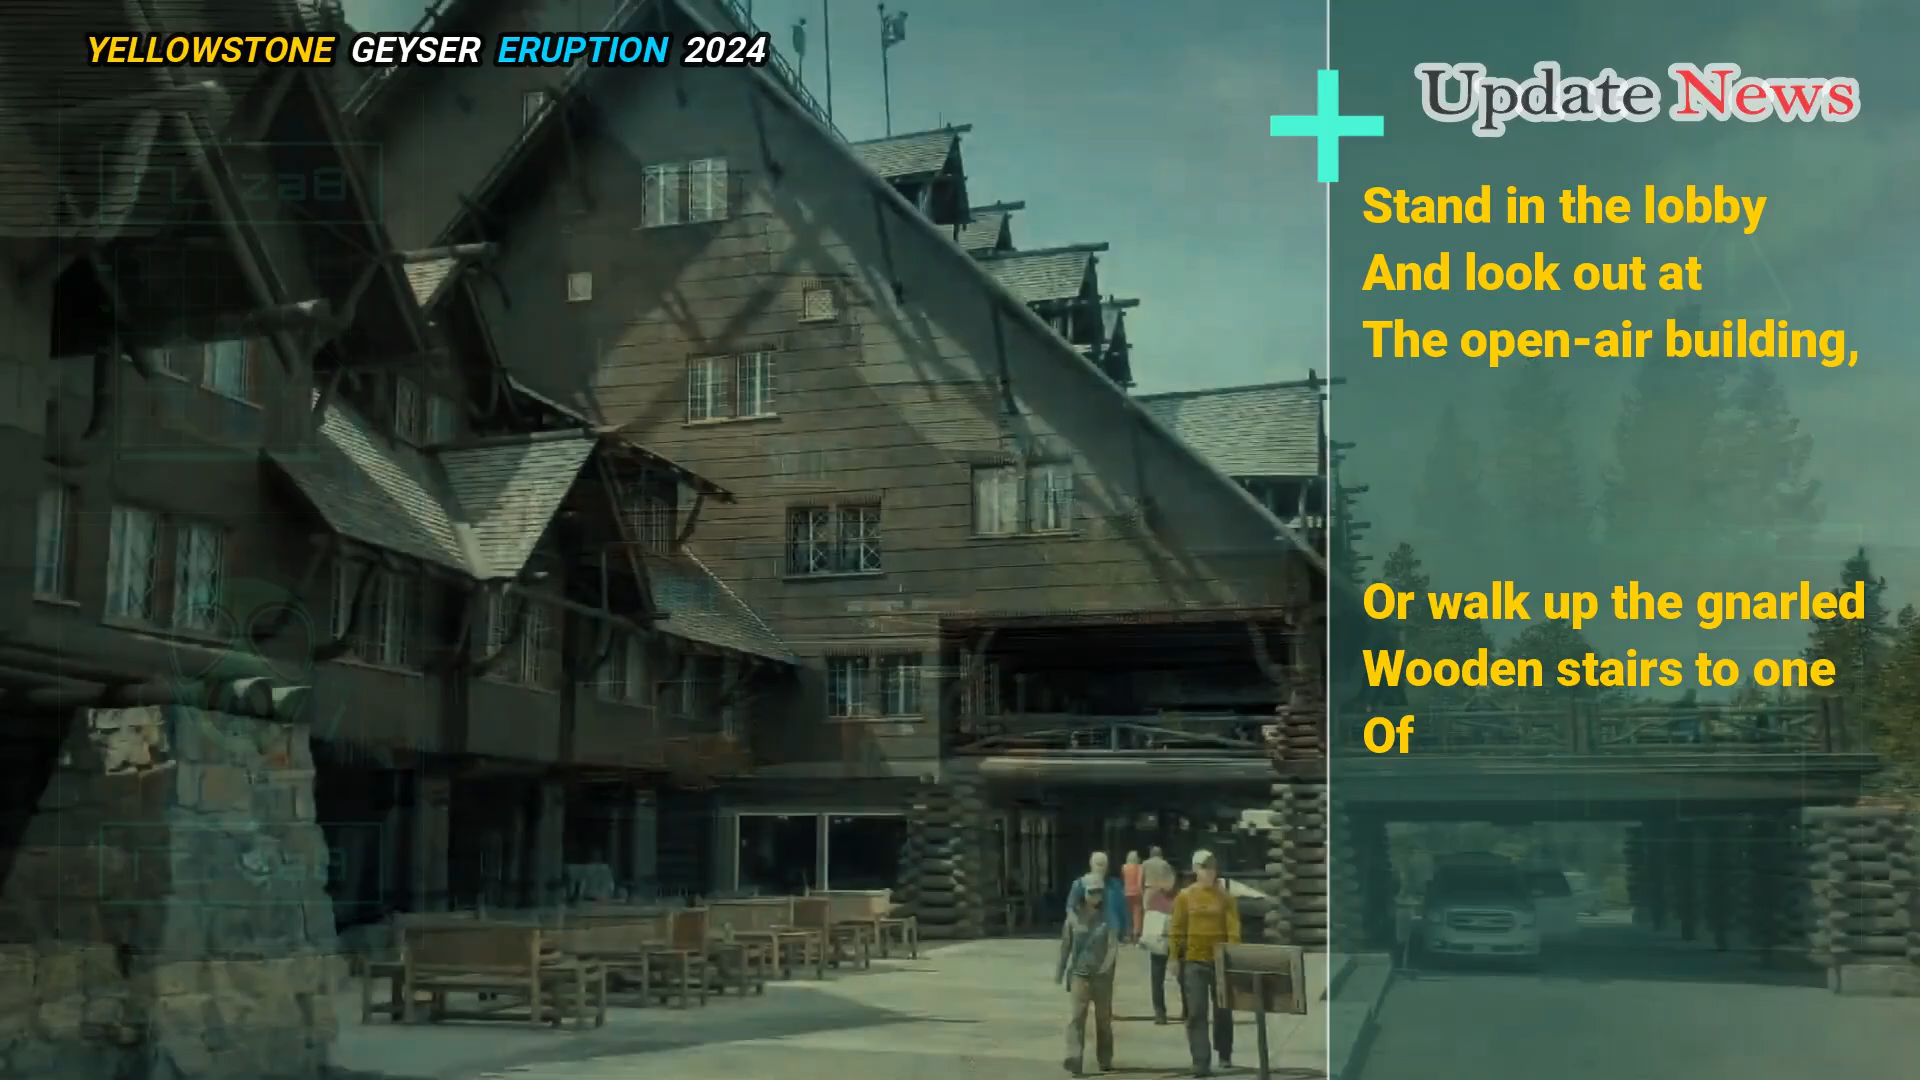 YELLOWSTONE GEYSER ERUPTION 2024
Update News
Stand in the lobby
And look out at
The open-air building,
Or walk up the gnarled
Wooden stairs to one
Of